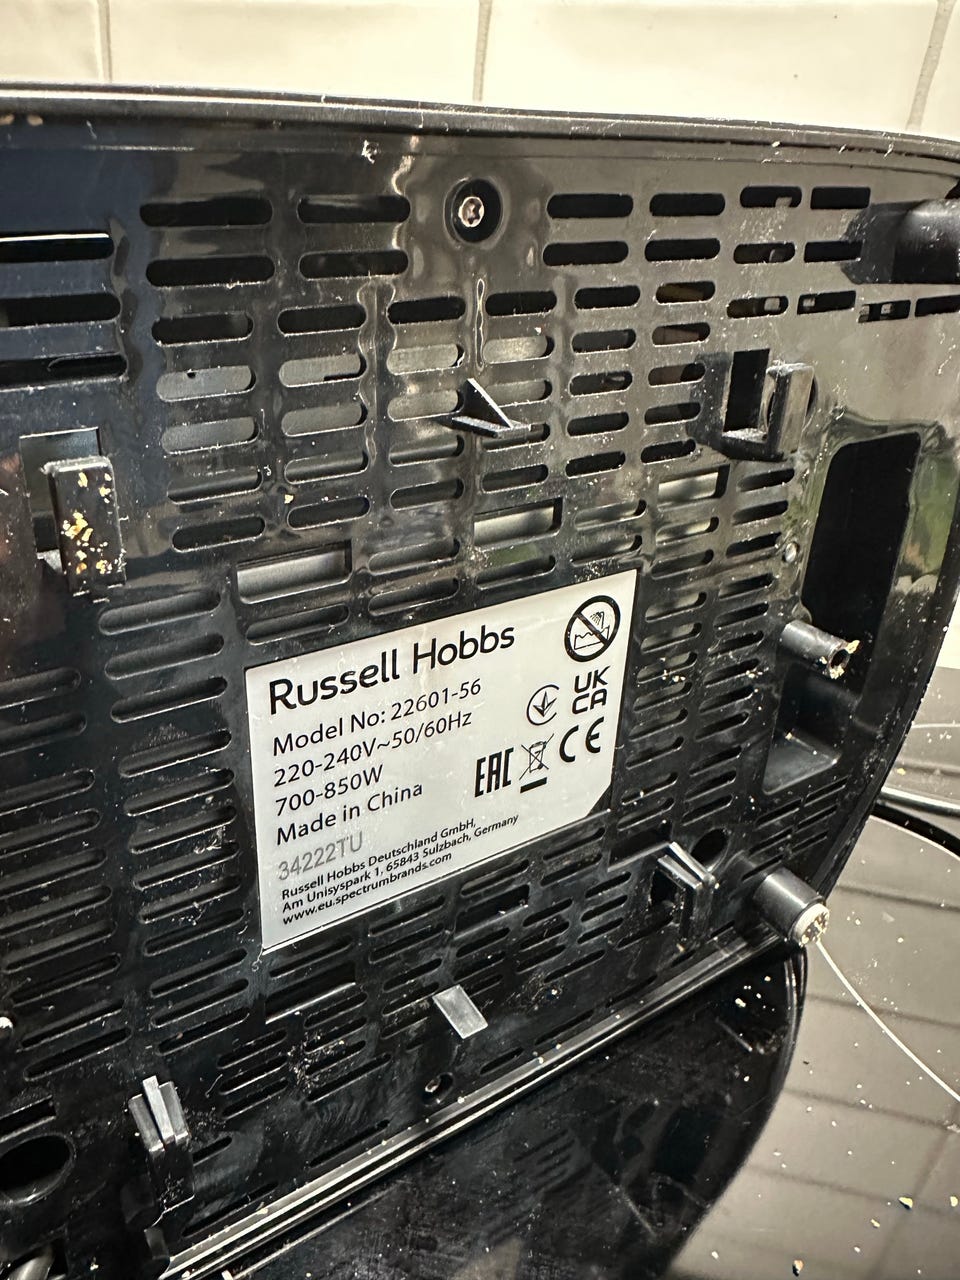 Russell Hobbs
Model No: 22601-56
220-240V~50/60Hz
700-850W
Made in China
34222TU
Russell Hobbs Deutschland GmbH,
Am Unisyspark 1, 65843 Sulzbach, Germany
www.eu.spectrumbrands.com
UK
CA
EAC
CE